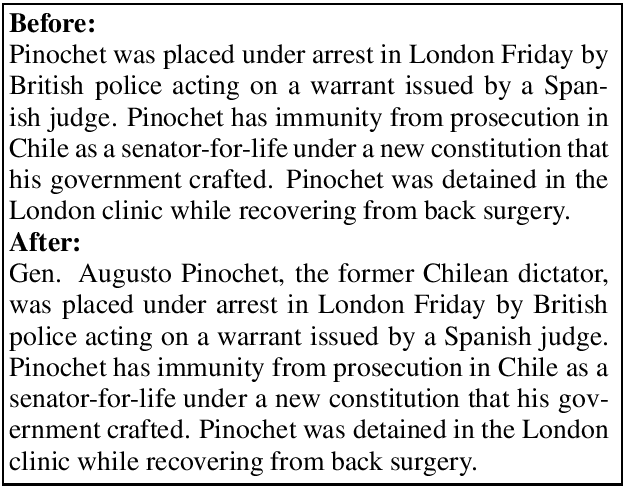 Before:
Pinochet was placed under arrest in London Friday by
British police acting on a warrant issued by a Span-
ish judge. Pinochet has immunity from prosecution in
Chile as a senator-for-life under a new constitution that
his government crafted. Pinochet was detained in the
London clinic while recovering from back surgery.
After:
Gen. Augusto Pinochet, the former Chilean dictator,
was placed under arrest in London Friday by British
police acting on a warrant issued by a Spanish judge.
Pinochet has immunity from prosecution in Chile as a
senator-for-life under a new constitution that his gov-
ernment crafted. Pinochet was detained in the London
clinic while recovering from back surgery.